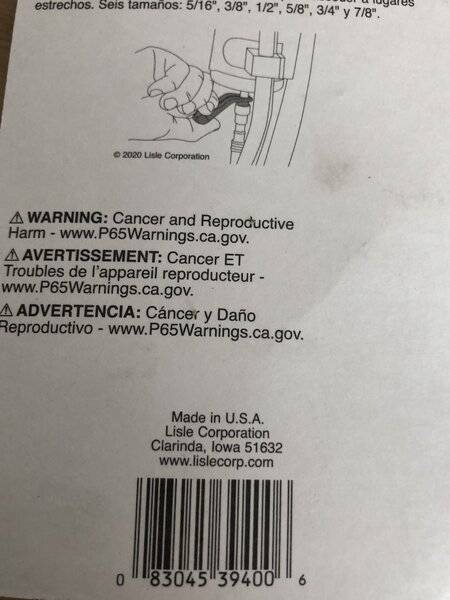 estrechos. Seis tamaños: 5/16", 3/8", 1/2", 5/8", 3/4" y 7/8".
© 2020 Lisle Corporation
⚠ WARNING: Cancer and Reproductive
Harm - www.P65Warnings.ca.gov.
⚠ AVERTISSEMENT: Cancer ET
Troubles de l'appareil reproducteur -
www.P65Warnings.ca.gov.
⚠ ADVERTENCIA: Cáncer y Daño
Reproductivo - www.P65Warnings.ca.gov.
Made in U.S.A.
Lisle Corporation
Clarinda, Iowa 51632
www.lislecorp.com
0 83045 39400 6